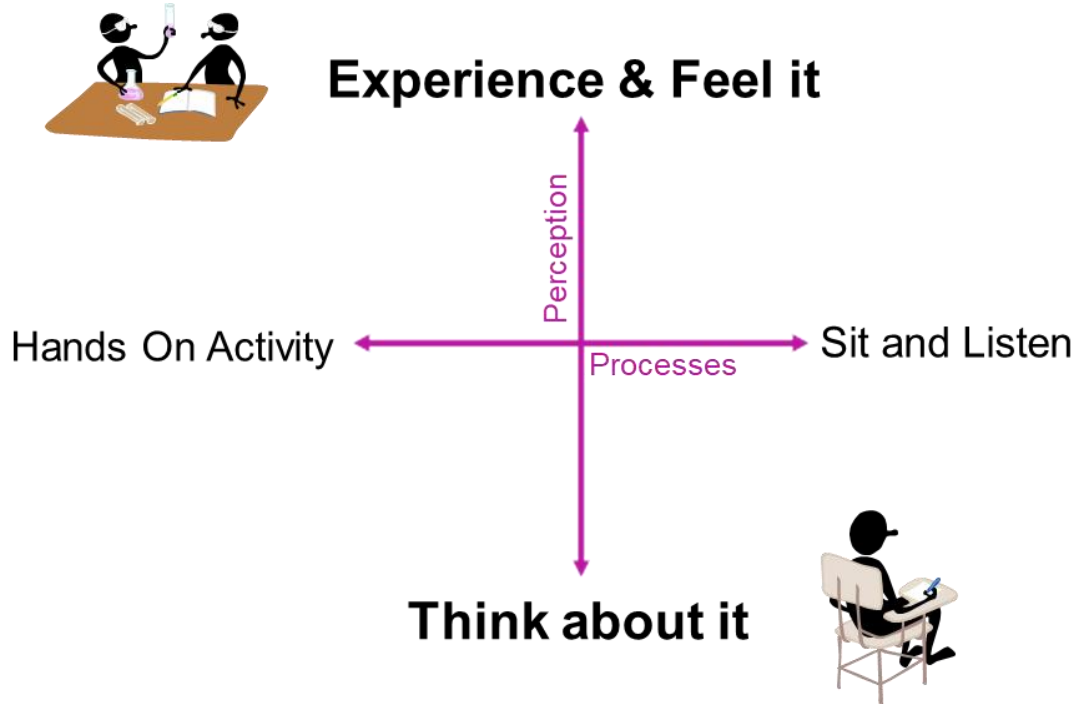 Experience & Feel it
Perception
Hands On Activity
Sit and Listen
Processes
Think about it